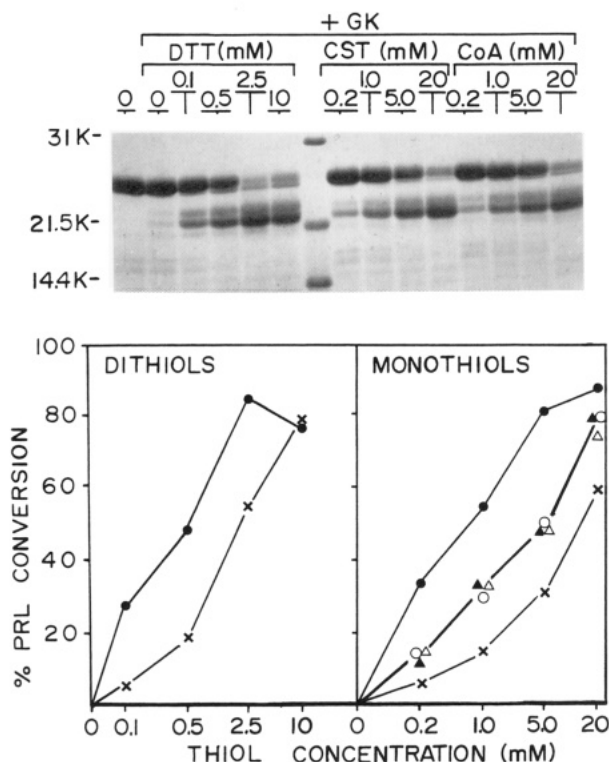 + GK
DTT (mM) CST (mM) CoA (mM)
0.1 2.5 1.0 20 1.0 20
0 0 0.5 10 0.2 5.0 0.2 5.0
31K-
21.5K-
14.4K-
100
80
60
40
20
% PRL CONVERSION
DITHIOLS MONOTHIOLS
0 0.1 0.5 2.5 10 0 0.2 1.0 5.0 20
THIOL CONCENTRATION (mM)